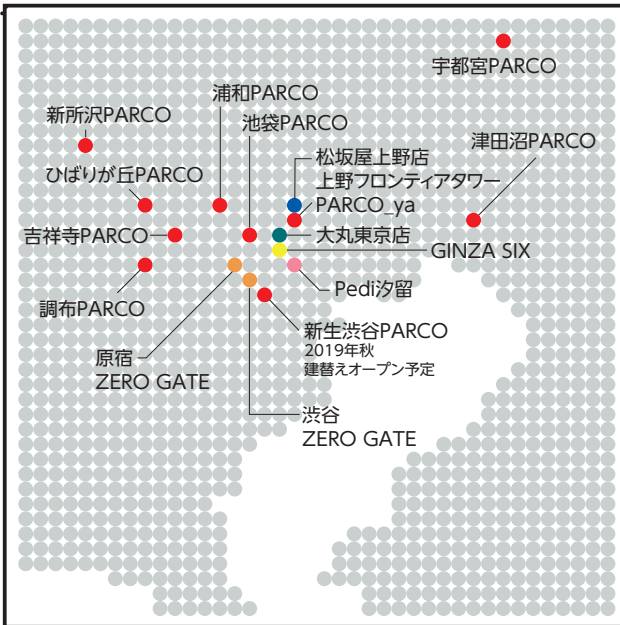 宇都宮PARCO
浦和PARCO
新所沢PARCO
池袋PARCO
津田沼PARCO
松坂屋上野店
ひばりが丘PARCO
上野フロンティアタワー
PARCO_ya
吉祥寺PARCO
大丸東京店
GINZA SIX
Pedi汐留
調布PARCO
新生渋谷PARCO
2019年秋
建替えオープン予定
原宿
ZERO GATE
渋谷
ZERO GATE